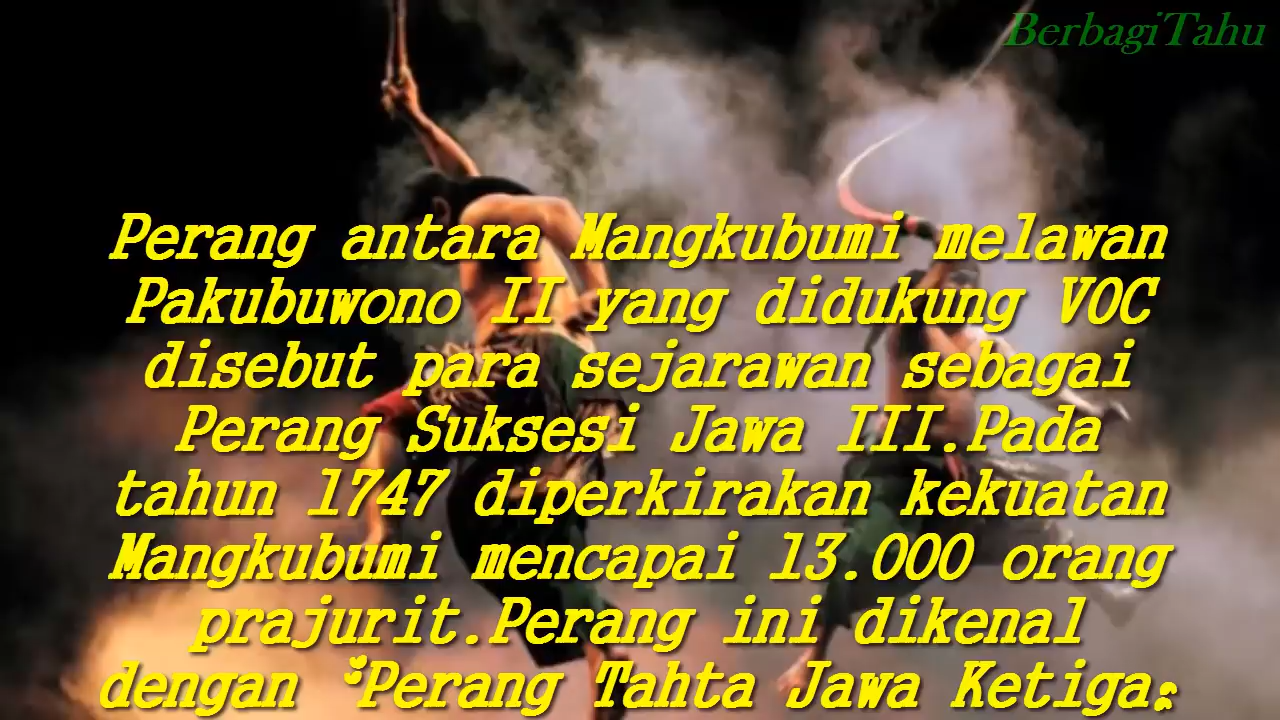 BerbagiTahu
Perang antara Mangkubumi melawan
Pakubuwono II yang didukung VOC
disebut para sejarawan sebagai
Perang Suksesi Jawa III.Pada
tahun 1747 diperkirakan kekuatan
Mangkubumi mencapai 13.000 orang
prajurit.Perang ini dikenal
dengan “Perang Tahta Jawa Ketiga”